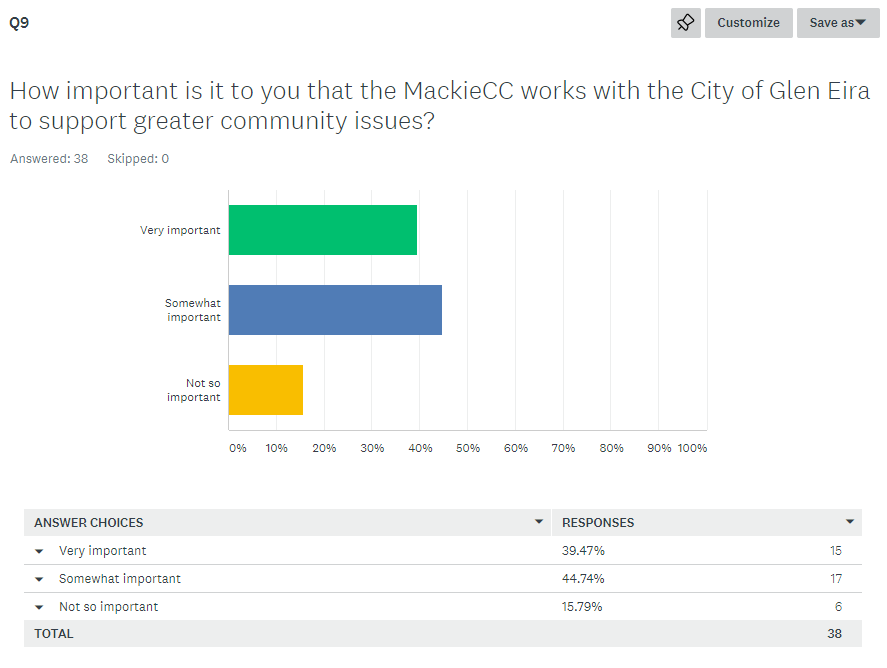 Q9
Customize
Save as
How important is it to you that the MackieCC works with the City of Glen Eira
to support greater community issues?
Answered: 38 Skipped: 0
Very important
Somewhat
important
Not so
important
0% 10% 20% 30% 40% 50% 60% 70% 80% 90% 100%
ANSWER CHOICES RESPONSES
Very important 39.47% 15
Somewhat important 44.74% 17
Not so important 15.79% 6
TOTAL 38